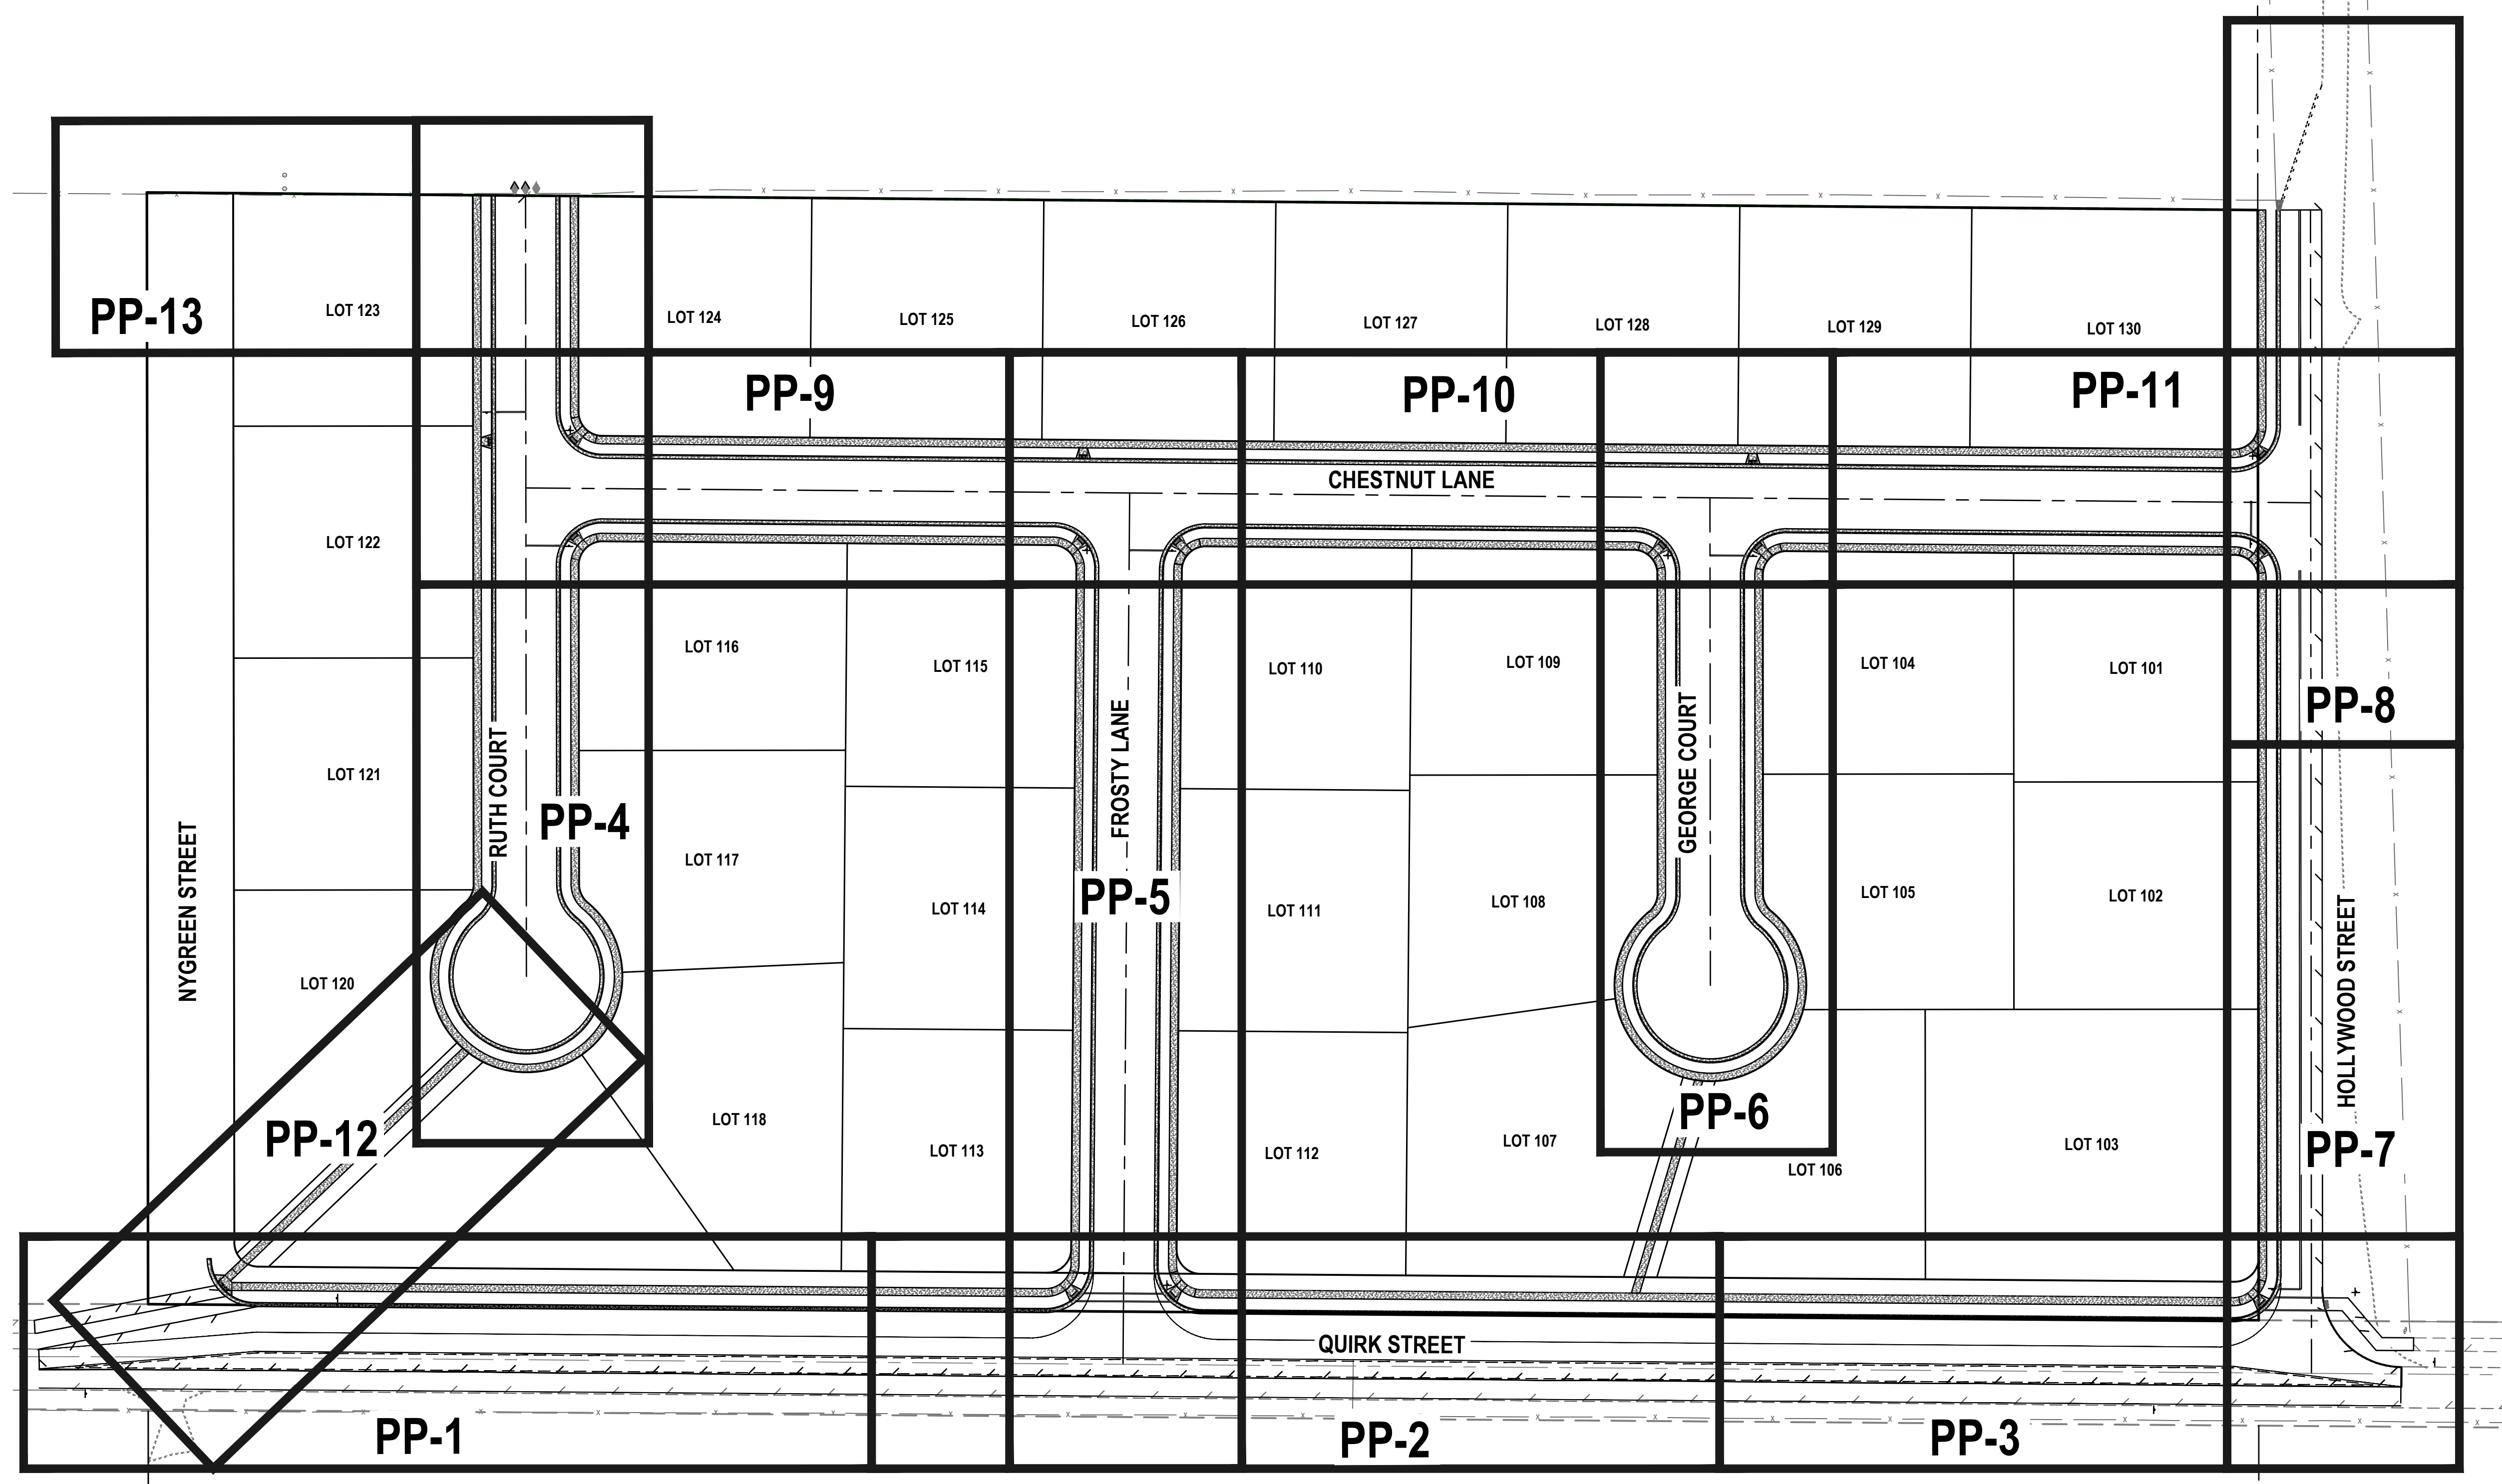 PP-13
LOT 123
LOT 124
LOT 125
LOT 126
LOT 127
LOT 128
LOT 129
LOT 130
PP-9
PP-10
PP-11
CHESTNUT LANE
LOT 122
LOT 116
LOT 115
LOT 110
LOT 109
LOT 104
LOT 101
PP-8
LOT 121
RUTH COURT
PP-4
FROSTY LANE
GEORGE COURT
LOT 117
NYGREEN STREET
PP-5
LOT 114
LOT 111
LOT 108
LOT 105
LOT 102
HOLLYWOOD STREET
LOT 120
PP-12
LOT 118
LOT 113
LOT 112
LOT 107
PP-6
LOT 106
LOT 103
PP-7
QUIRK STREET
PP-1
PP-2
PP-3